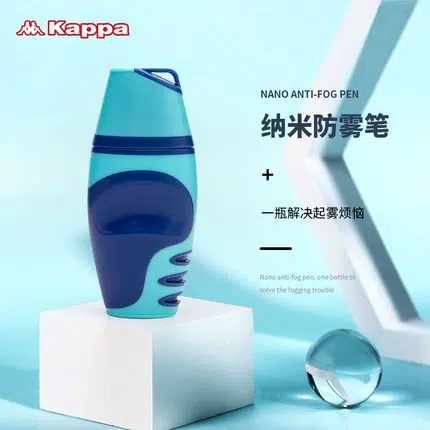 Kappa
NANO ANTI-FOG PEN
纳米防雾笔
+
一瓶解决起雾烦恼
Nano anti-fog pen, one bottle to
solve the fogging trouble